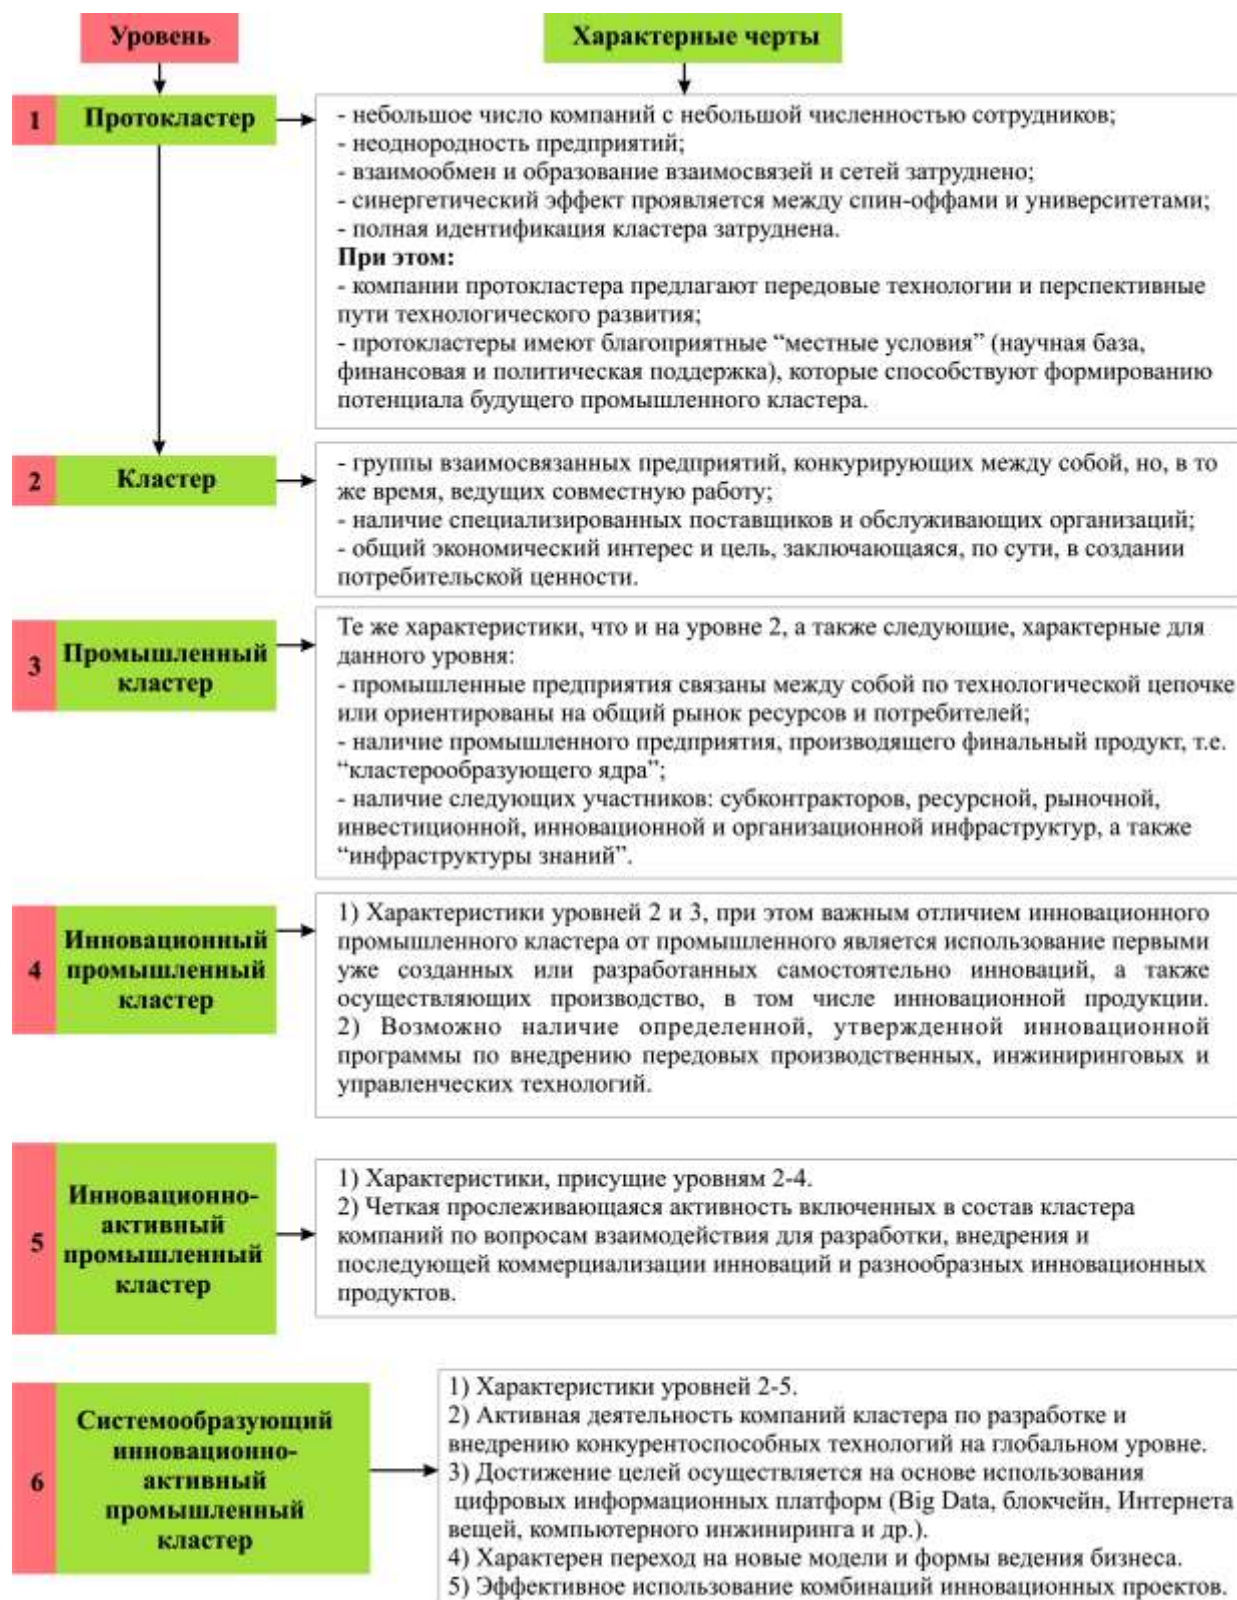 Уровень
Характерные черты
1
Протокластер
- небольшое число компаний с небольшой численностью сотрудников;
- неоднородность предприятий;
- взаимообмен и образование взаимосвязей и сетей затруднено;
- синергетический эффект проявляется между спин-оффами и университетами;
- полная идентификация кластера затруднена.
При этом:
- компании протокластера предлагают передовые технологии и перспективные
пути технологического развития;
- протокластеры имеют благоприятные “местные условия” (научная база,
финансовая и политическая поддержка), которые способствуют формированию
потенциала будущего промышленного кластера.
2
Кластер
- группы взаимосвязанных предприятий, конкурирующих между собой, но, в то
же время, ведущих совместную работу;
- наличие специализированных поставщиков и обслуживающих организаций;
- общий экономический интерес и цель, заключающаяся, по сути, в создании
потребительской ценности.
3
Промышленный
кластер
Те же характеристики, что и на уровне 2, а также следующие, характерные для
данного уровня:
- промышленные предприятия связаны между собой по технологической цепочке
или ориентированы на общий рынок ресурсов и потребителей;
- наличие промышленного предприятия, производящего финальный продукт, т.е.
“кластерообразующего ядра”;
- наличие следующих участников: субконтракторов, ресурсной, рыночной,
инвестиционной, инновационной и организационной инфраструктур, а также
“инфраструктуры знаний”.
4
Инновационный
промышленный
кластер
1) Характеристики уровней 2 и 3, при этом важным отличием инновационного
промышленного кластера от промышленного является использование первыми
уже созданных или разработанных самостоятельно инноваций, а также
осуществляющих производство, в том числе инновационной продукции.
2) Возможно наличие определенной, утвержденной инновационной
программы по внедрению передовых производственных, инжиниринговых и
управленческих технологий.
5
Инновационно-
активный
промышленный
кластер
1) Характеристики, присущие уровням 2-4.
2) Четкая прослеживающаяся активность включенных в состав кластера
компаний по вопросам взаимодействия для разработки, внедрения и
последующей коммерциализации инноваций и разнообразных инновационных
продуктов.
6
Системообразующий
инновационно-
активный
промышленный
кластер
1) Характеристики уровней 2-5.
2) Активная деятельность компаний кластера по разработке и
внедрению конкурентоспособных технологий на глобальном уровне.
3) Достижение целей осуществляется на основе использования
цифровых информационных платформ (Big Data, блокчейн, Интернета
вещей, компьютерного инжиниринга и др.).
4) Характерен переход на новые модели и формы ведения бизнеса.
5) Эффективное использование комбинаций инновационных проектов.